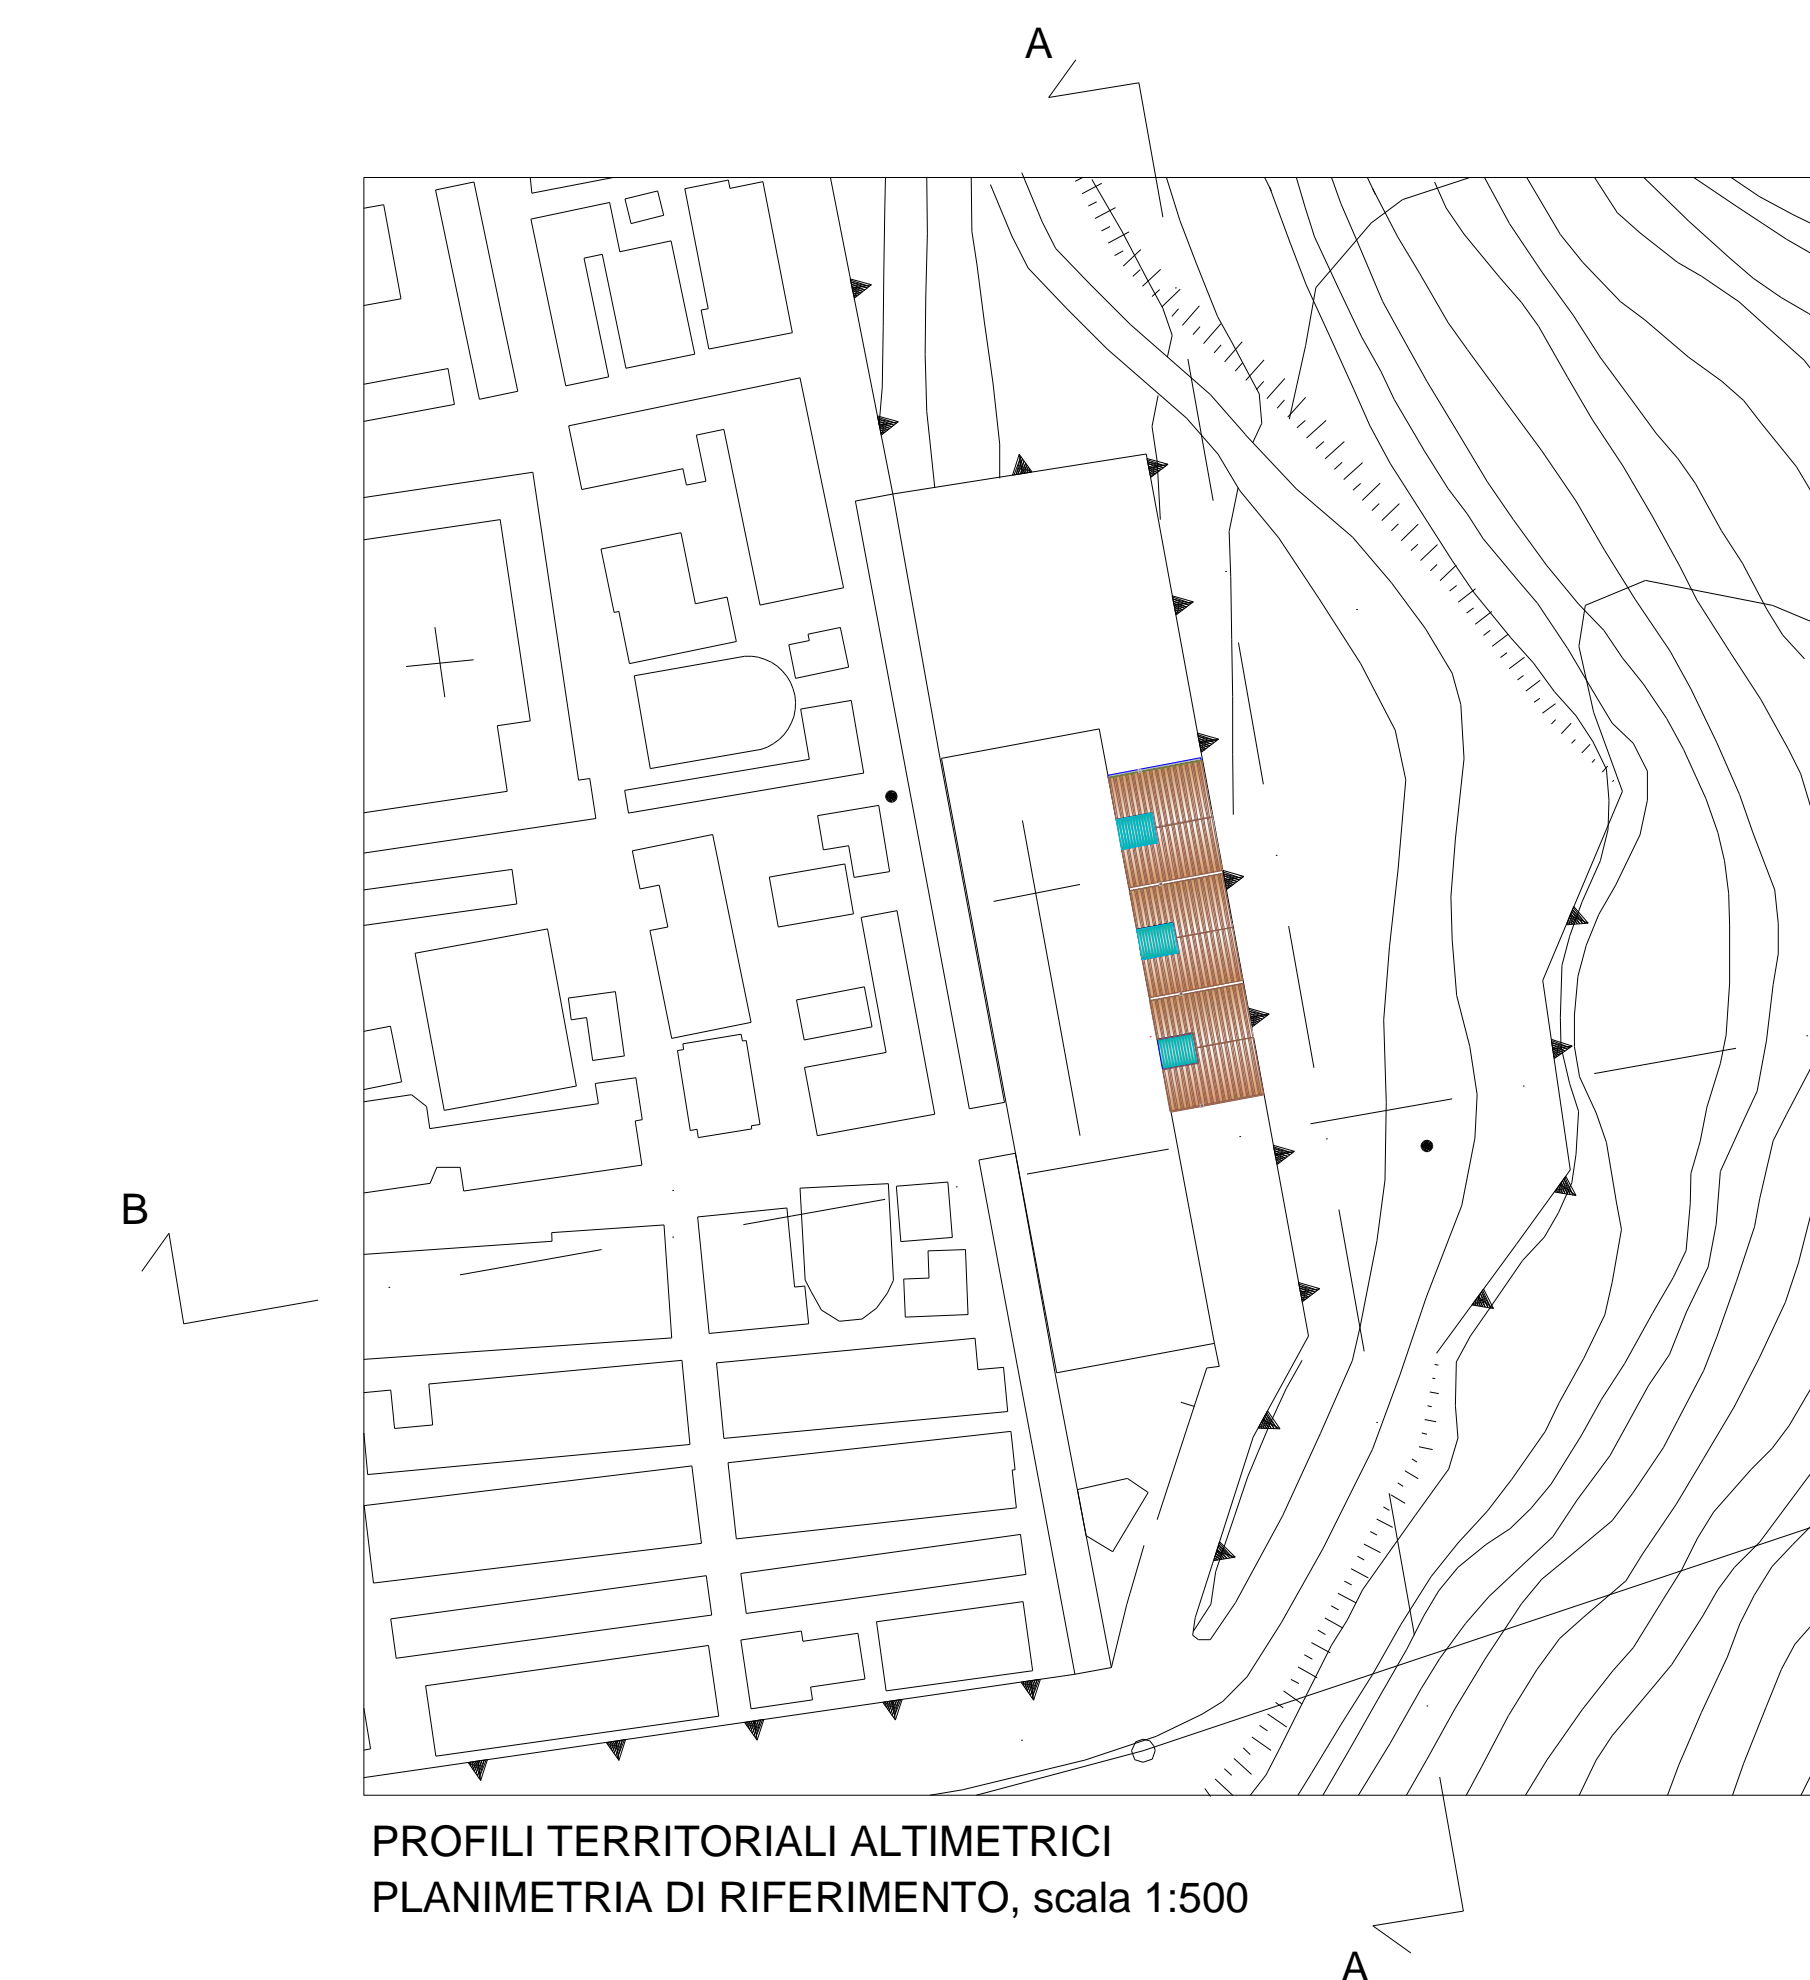 A
B
PROFILI TERRITORIALI ALTIMETRICI
PLANIMETRIA DI RIFERIMENTO, scala 1:500
A